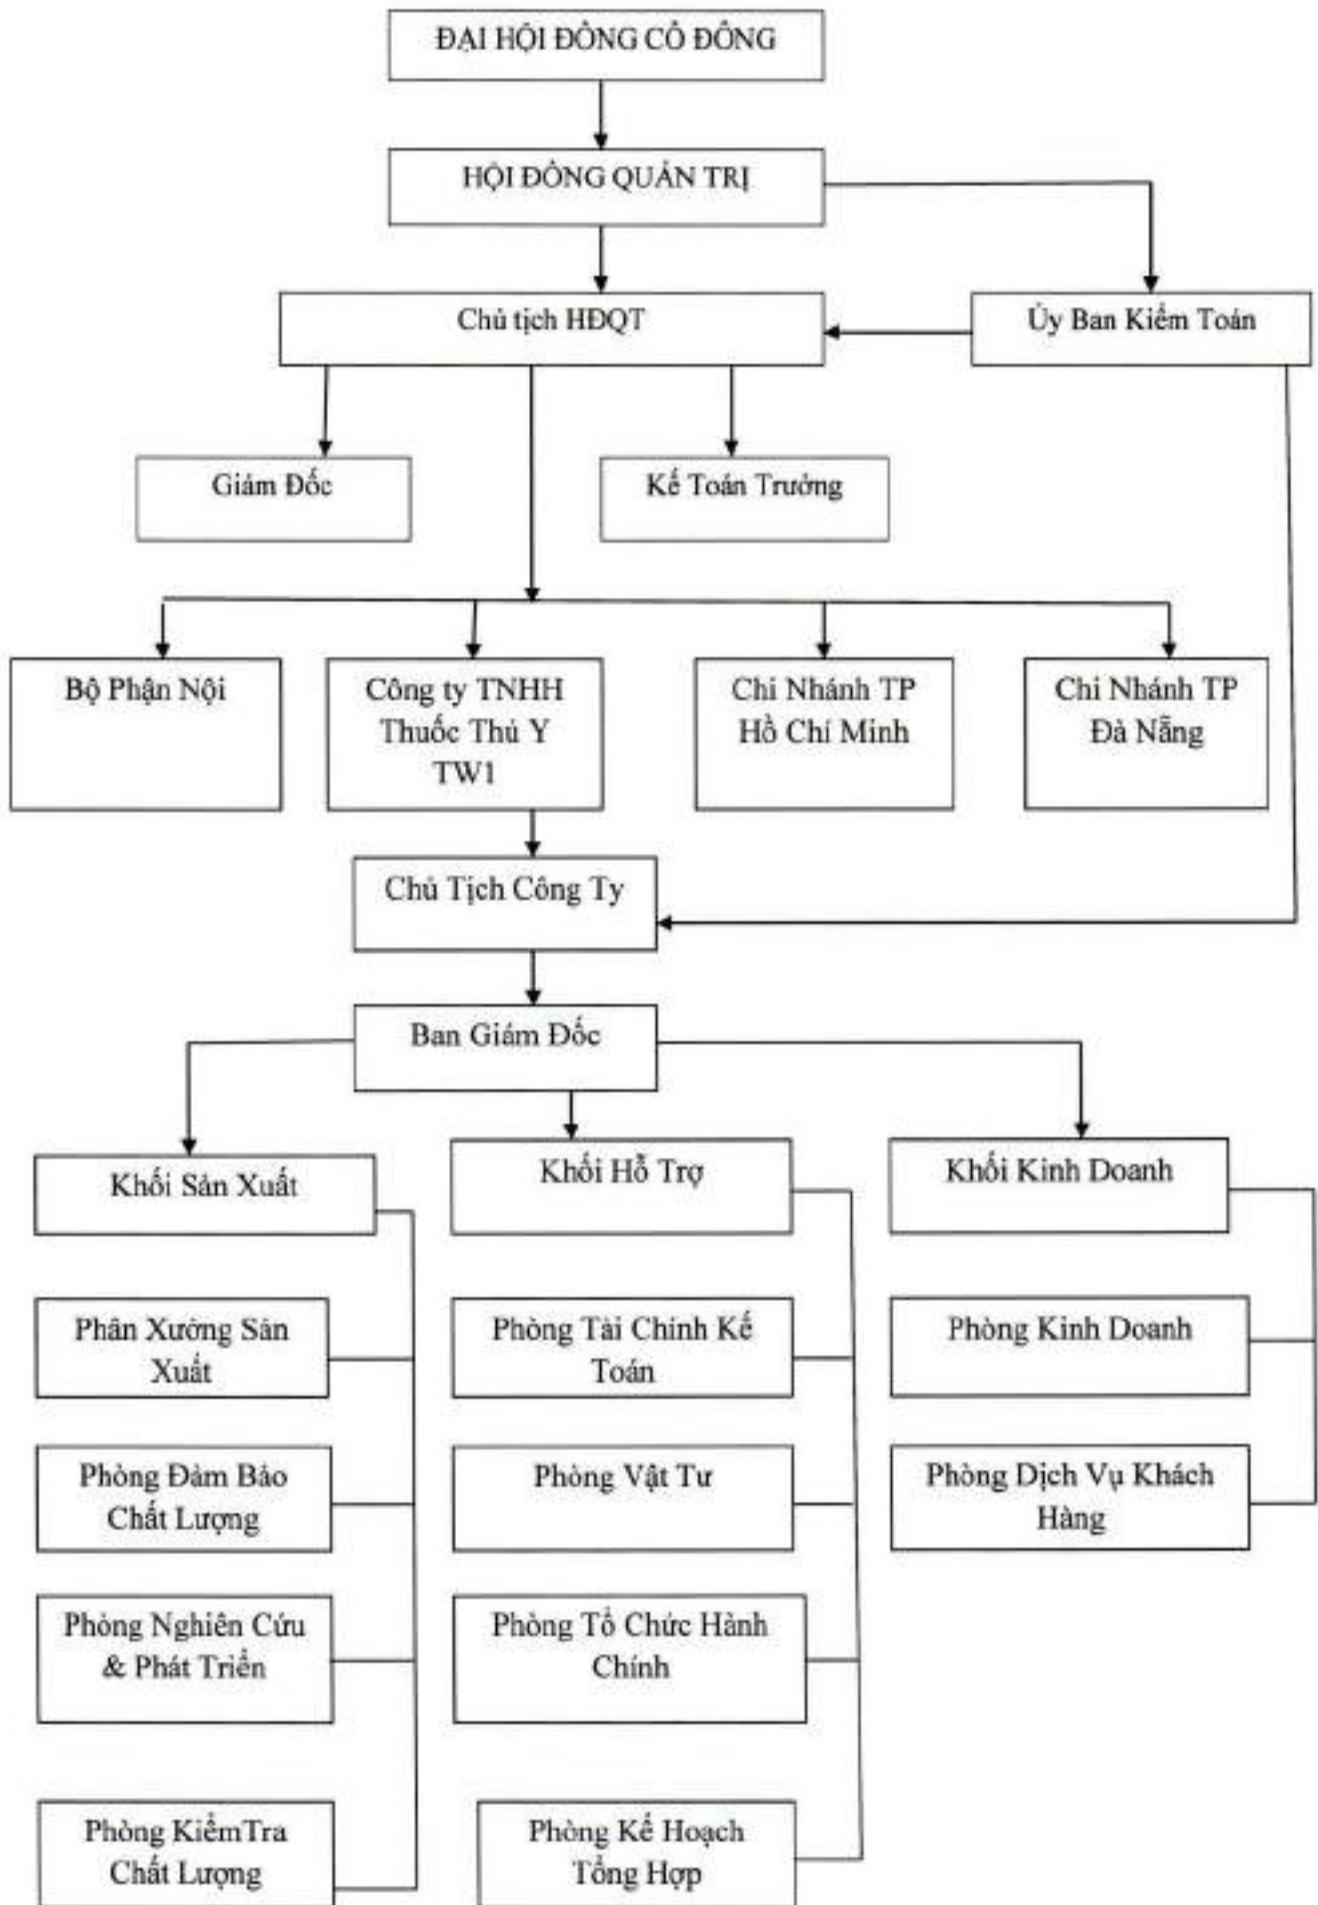 ĐẠI HỘI ĐỒNG CỔ ĐÔNG
HỘI ĐỒNG QUẢN TRỊ
Chủ tịch HĐQT
Ủy Ban Kiểm Toán
Giám Đốc
Kế Toán Trưởng
Bộ Phận Nội
Công ty TNHH
Thuốc Thú Y
TW1
Chi Nhánh TP
Hồ Chí Minh
Chi Nhánh TP
Đà Nẵng
Chủ Tịch Công Ty
Ban Giám Đốc
Khối Sản Xuất
Khối Hỗ Trợ
Khối Kinh Doanh
Phân Xưởng Sản
Xuất
Phòng Tài Chính Kế
Toán
Phòng Kinh Doanh
Phòng Đảm Bảo
Chất Lượng
Phòng Vật Tư
Phòng Dịch Vụ Khách
Hàng
Phòng Nghiên Cứu
& Phát Triển
Phòng Tổ Chức Hành
Chính
Phòng KiểmTra
Chất Lượng
Phòng Kế Hoạch
Tổng Hợp